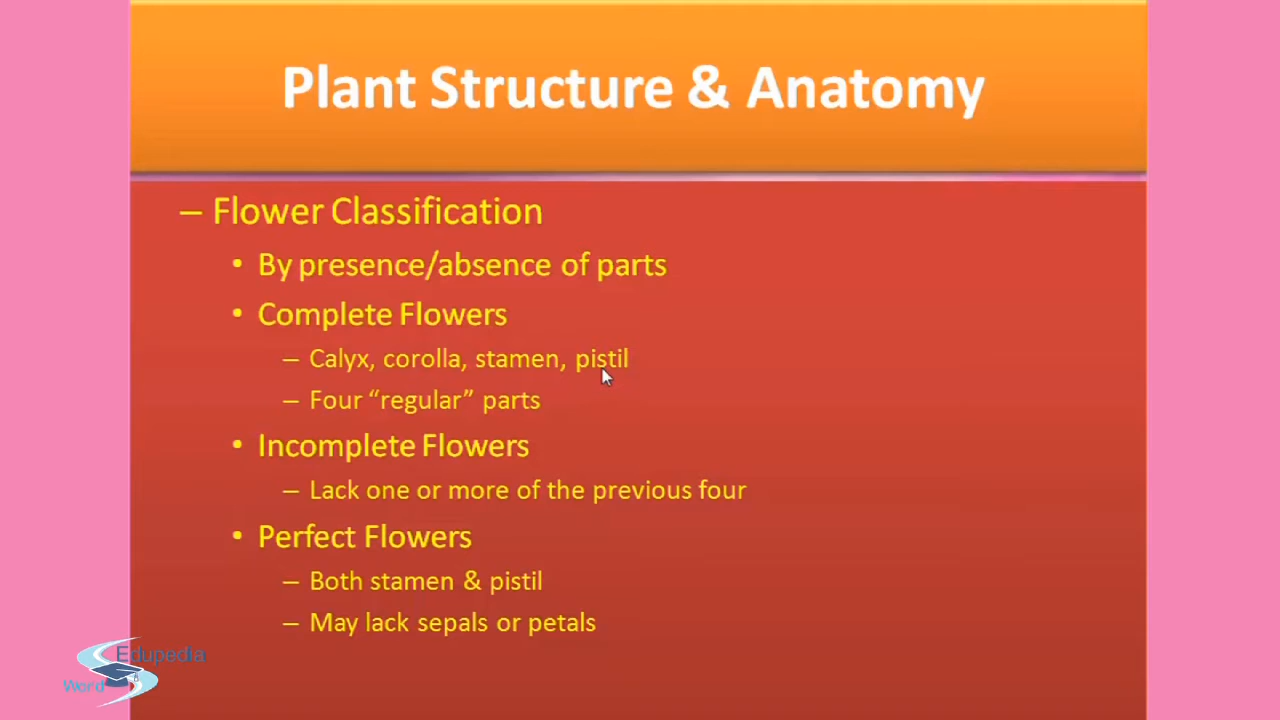 Plant Structure & Anatomy
– Flower Classification
• By presence/absence of parts
• Complete Flowers
– Calyx, corolla, stamen, pistil
– Four “regular” parts
• Incomplete Flowers
– Lack one or more of the previous four
• Perfect Flowers
– Both stamen & pistil
– May lack sepals or petals
Edupedia
World